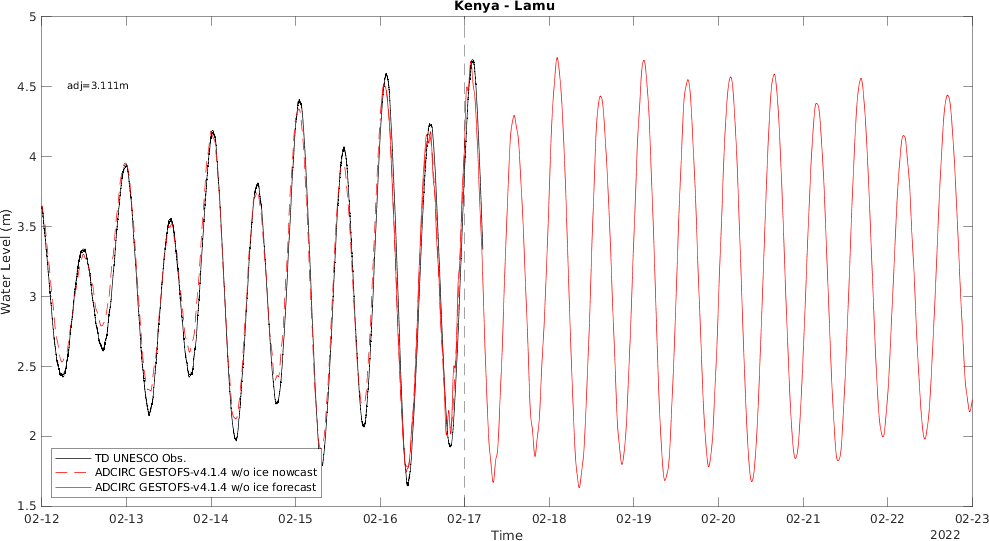 Kenya - Lamu
5
4.5
4
3.5
3
2.5
2
1.5
Water Level (m)
adj=3.111m
TD UNESCO Obs.
ADCIRC GESTOFS-v4.1.4 w/o ice nowcast
ADCIRC GESTOFS-v4.1.4 w/o ice forecast
02-12 02-13 02-14 02-15 02-16 02-17 02-18 02-19 02-20 02-21 02-22 02-23
Time
2022